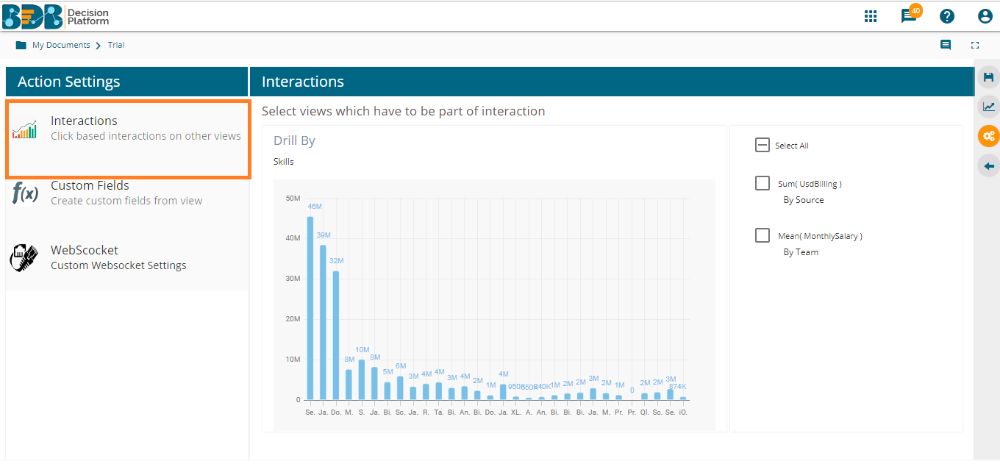 BDB Decision Platform
40
My Documents > Trial
Action Settings
Interactions
Click based interactions on other views
f(x)
Custom Fields
Create custom fields from view
WebScocket
Custom Websocket Settings
Interactions
Select views which have to be part of interaction
Drill By
Skills
50M
40M
30M
20M
10M
0
46M 39M 32M 8M 10M 8M 5M 6M 3M 4M 4M 3M 4M 2M 1M 4M 950K 650K 840K 1M 2M 2M 3M 2M 1M 0 2M 2M 3M 874K
Se. Ja. Do. M. S. Ja. Bi. Sc. Ja. R. Ta. Bi. An. Bi. Do. Ja. XL. A. An. Bi. Bi. Bi. Ja. M. Pr. Pr. Ql. Sc. Se. iO.
Select All
Sum( UsdBilling )
By Source
Mean( MonthlySalary )
By Team